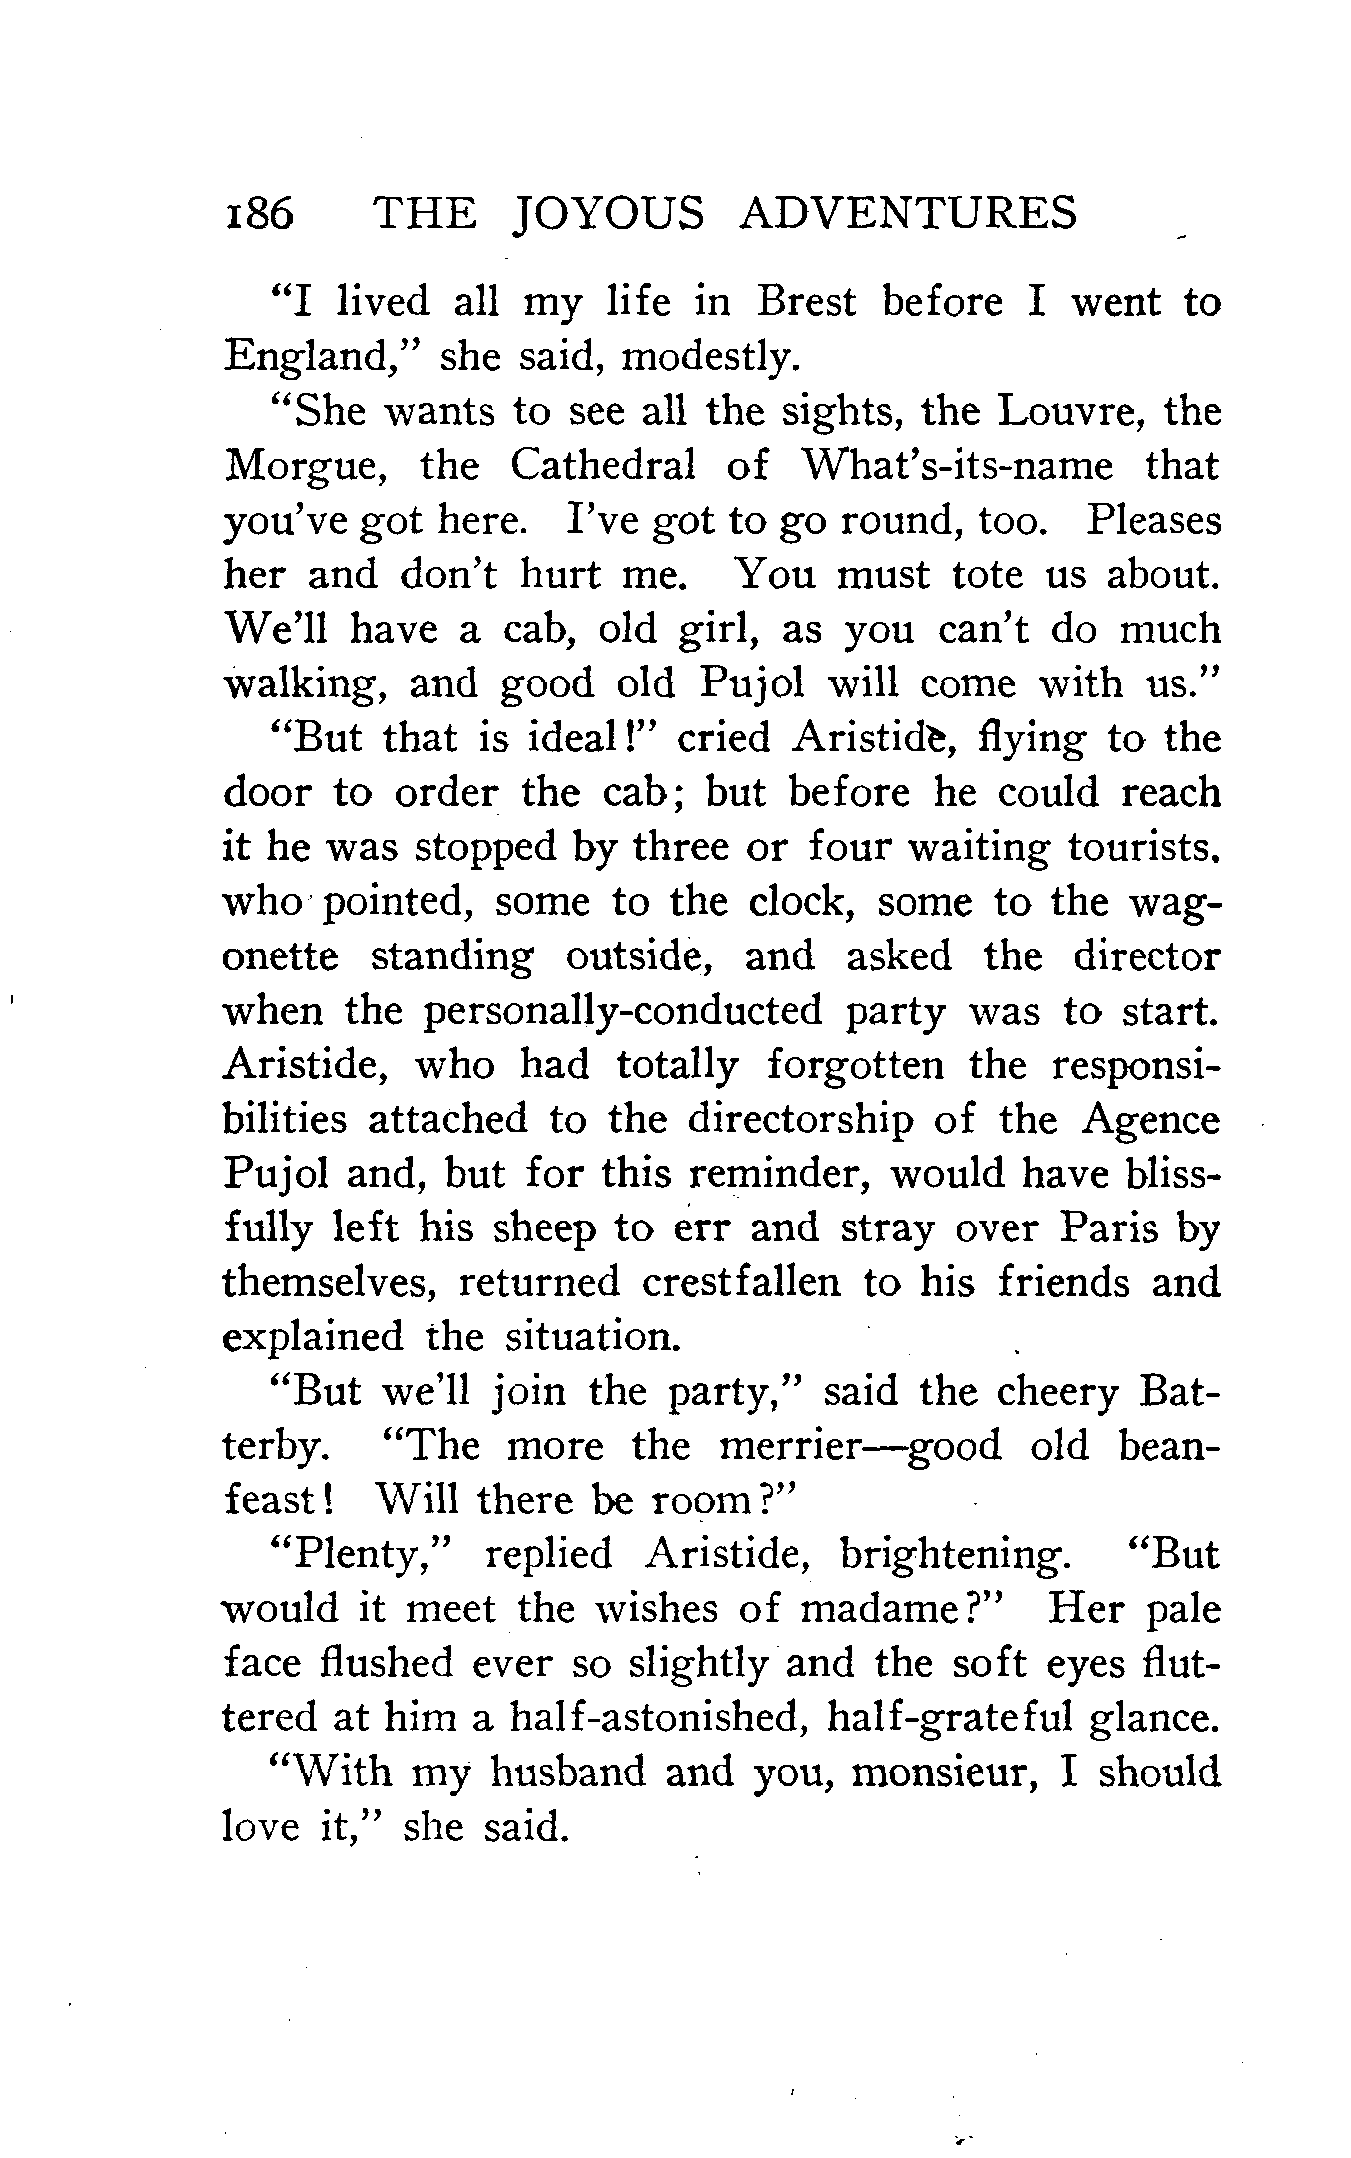 186 THE JOYOUS ADVENTURES
“I lived all my life in Brest before I went to
England,” she said, modestly.
“She wants to see all the sights, the Louvre, the
Morgue, the Cathedral of What's-its-name that
you've got here. I've got to go round, too. Pleases
her and don't hurt me. You must tote us about.
We'll have a cab, old girl, as you can't do much
walking, and good old Pujol will come with us.”
“But that is ideal!” cried Aristide, flying to the
door to order the cab; but before he could reach
it he was stopped by three or four waiting tourists.
who pointed, some to the clock, some to the wag-
onette standing outside, and asked the director
when the personally-conducted party was to start.
Aristide, who had totally forgotten the responsi-
bilities attached to the directorship of the Agence
Pujol and, but for this reminder, would have bliss-
fully left his sheep to err and stray over Paris by
themselves, returned crestfallen to his friends and
explained the situation.
“But we'll join the party,” said the cheery Bat-
terby. “The more the merrier—good old bean-
feast! Will there be room?”
“Plenty,” replied Aristide, brightening. “But
would it meet the wishes of madame?” Her pale
face flushed ever so slightly and the soft eyes flut-
tered at him a half-astonished, half-grateful glance.
“With my husband and you, monsieur, I should
love it,” she said.